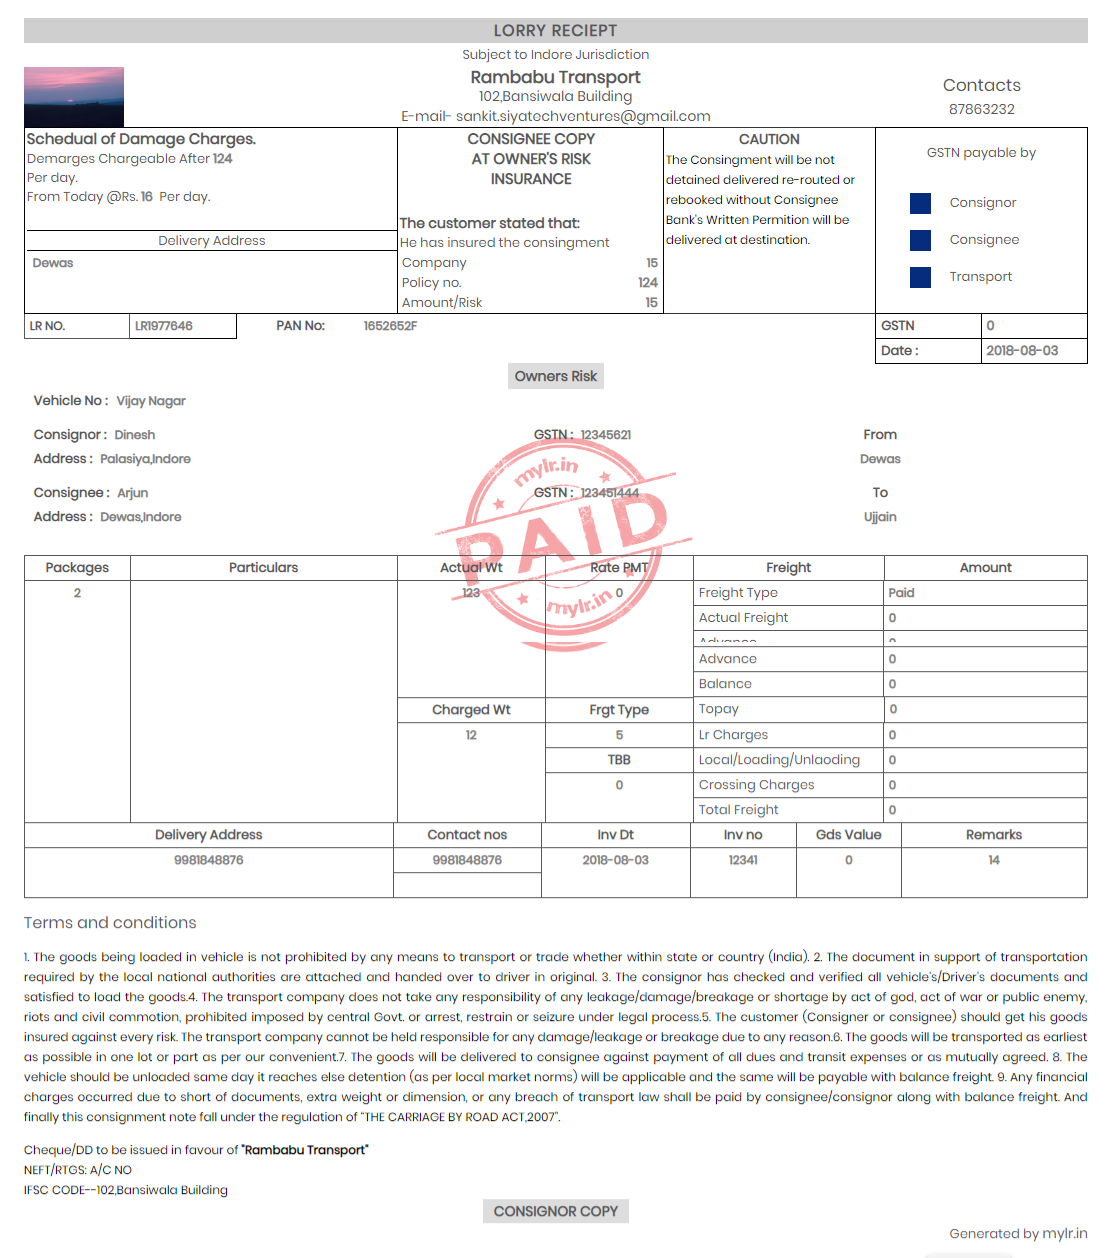 LORRY RECIEPT
Subject to Indore Jurisdiction
Rambabu Transport
102,Bansiwala Building
E-mail- sankit.siyatechventures@gmail.com
Contacts
87863232
Schedual of Damage Charges.
Demarges Chargeable After 124
Per day.
From Today @Rs. 16 Per day.
Delivery Address
Dewas
CONSIGNEE COPY
AT OWNER'S RISK
INSURANCE
The customer stated that:
He has insured the consingment
Company 15
Policy no. 124
Amount/Risk 15
CAUTION
The Consingment will be not
detained delivered re-routed or
rebooked without Consignee
Bank's Written Permition will be
delivered at destination.
GSTN payable by
Consignor
Consignee
Transport
LR NO. LR1977646 PAN No: 1652652F
GSTN 0
Date : 2018-08-03
Owners Risk
Vehicle No : Vijay Nagar
Consignor : Dinesh GSTN : 12345621 From
Address : Palasiya,Indore Dewas
Consignee : Arjun GSTN : 123451444 To
Address : Dewas,Indore Ujjain
mylr.in
PAID
mylr.in
Packages Particulars Actual Wt Rate PMT Freight Amount
2 123 0 Freight Type Paid
Actual Freight 0
Advance 0
Advance 0
Balance 0
Charged Wt Frgt Type Topay 0
12 5 Lr Charges 0
TBB Local/Loading/Unlaoding 0
0 Crossing Charges 0
Total Freight 0
Delivery Address Contact nos Inv Dt Inv no Gds Value Remarks
9981848876 9981848876 2018-08-03 12341 0 14
Terms and conditions
1. The goods being loaded in vehicle is not prohibited by any means to transport or trade whether within state or country (India). 2. The document in support of transportation
required by the local national authorities are attached and handed over to driver in original. 3. The consignor has checked and verified all vehicle's/Driver's documents and
satisfied to load the goods.4. The transport company does not take any responsibility of any leakage/damage/breakage or shortage by act of god, act of war or public enemy,
riots and civil commotion, prohibited imposed by central Govt. or arrest, restrain or seizure under legal process.5. The customer (Consigner or consignee) should get his goods
insured against every risk. The transport company cannot be held responsible for any damage/leakage or breakage due to any reason.6. The goods will be transported as earliest
as possible in one lot or part as per our convenient.7. The goods will be delivered to consignee against payment of all dues and transit expenses or as mutually agreed. 8. The
vehicle should be unloaded same day it reaches else detention (as per local market norms) will be applicable and the same will be payable with balance freight. 9. Any financial
charges occurred due to short of documents, extra weight or dimension, or any breach of transport law shall be paid by consignee/consignor along with balance freight. And
finally this consignment note fall under the regulation of "THE CARRIAGE BY ROAD ACT,2007".
Cheque/DD to be issued in favour of "Rambabu Transport"
NEFT/RTGS: A/C NO
IFSC CODE--102,Bansiwala Building
CONSIGNOR COPY
Generated by mylr.in